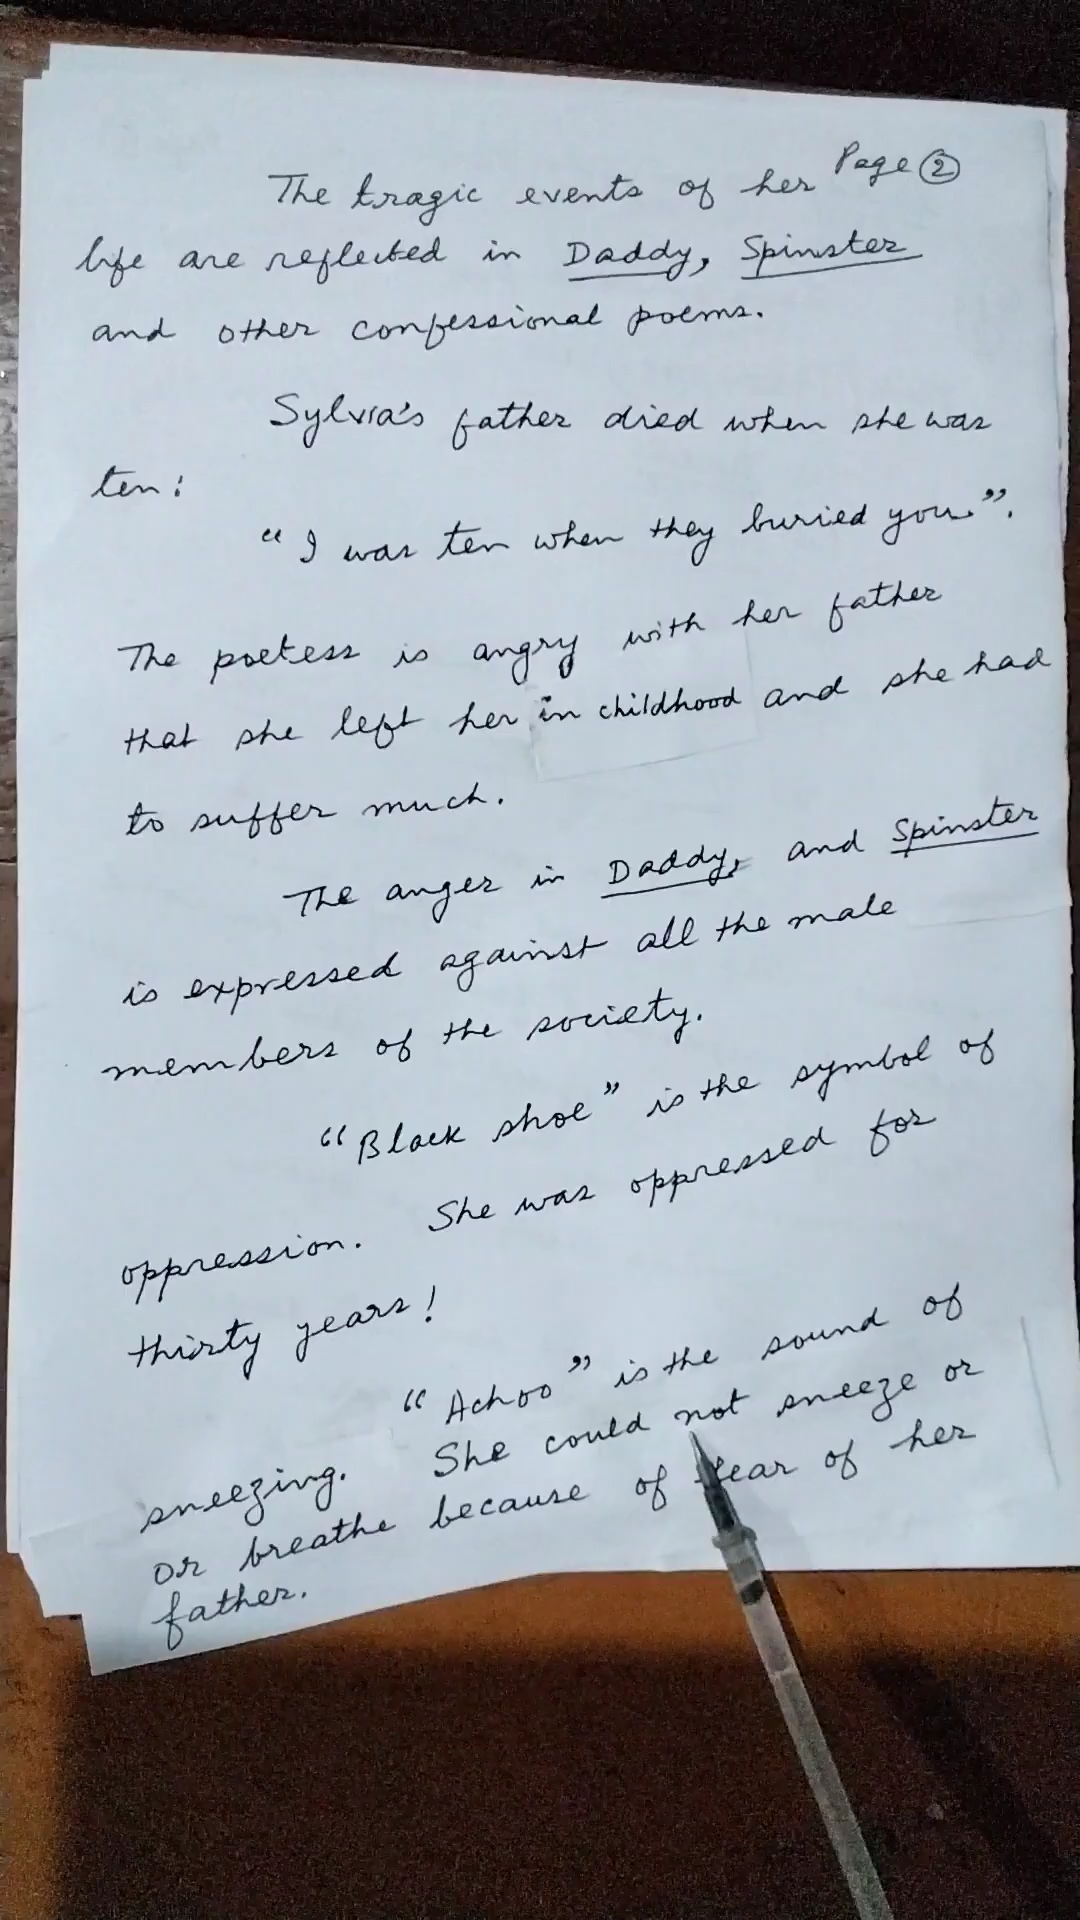 Page 2
The tragic events of her
life are reflected in Daddy, Spinster
and other confessional poems.
Sylvia's father died when she was
ten:
"I was ten when they buried you.".
The poetess is angry with her father
that she left her in childhood and she had
to suffer much.
The anger in Daddy, and Spinster
is expressed against all the male
members of the society.
"Black shoe" is the symbol of
oppression. She was oppressed for
thirty years!
"Achoo" is the sound of
sneezing. She could not sneeze or
or breathe because of fear of her
father.